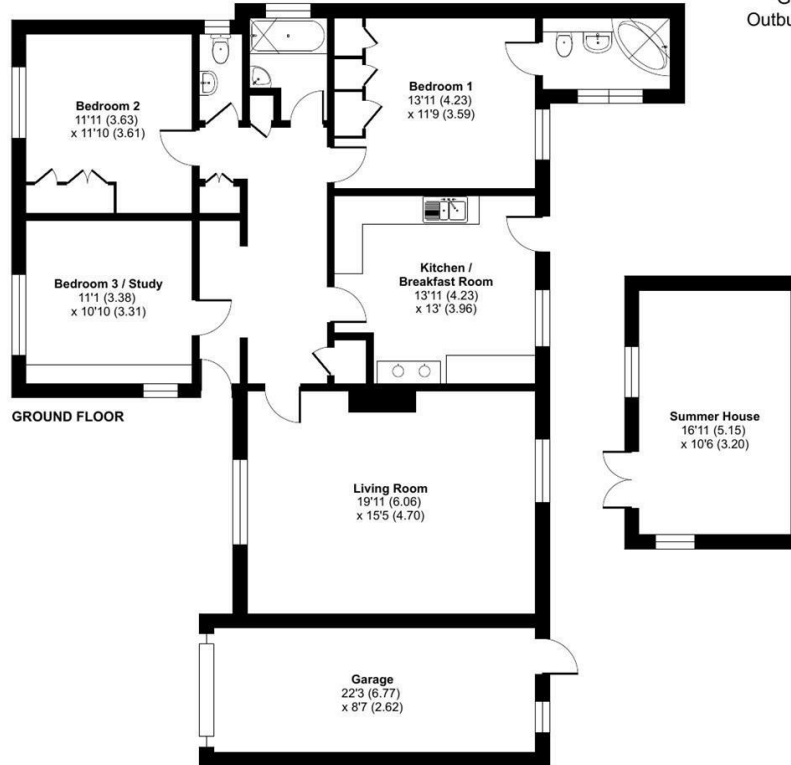 Outbu
Bedroom 2
11'11 (3.63)
x 11'10 (3.61)
Bedroom 1
13'11 (4.23)
x 11'9 (3.59)
Bedroom 3 / Study
11'1 (3.38)
x 10'10 (3.31)
Kitchen /
Breakfast Room
13'11 (4.23)
x 13' (3.96)
GROUND FLOOR
Summer House
16'11 (5.15)
x 10'6 (3.20)
Living Room
19'11 (6.06)
x 15'5 (4.70)
Garage
22'3 (6.77)
x 8'7 (2.62)